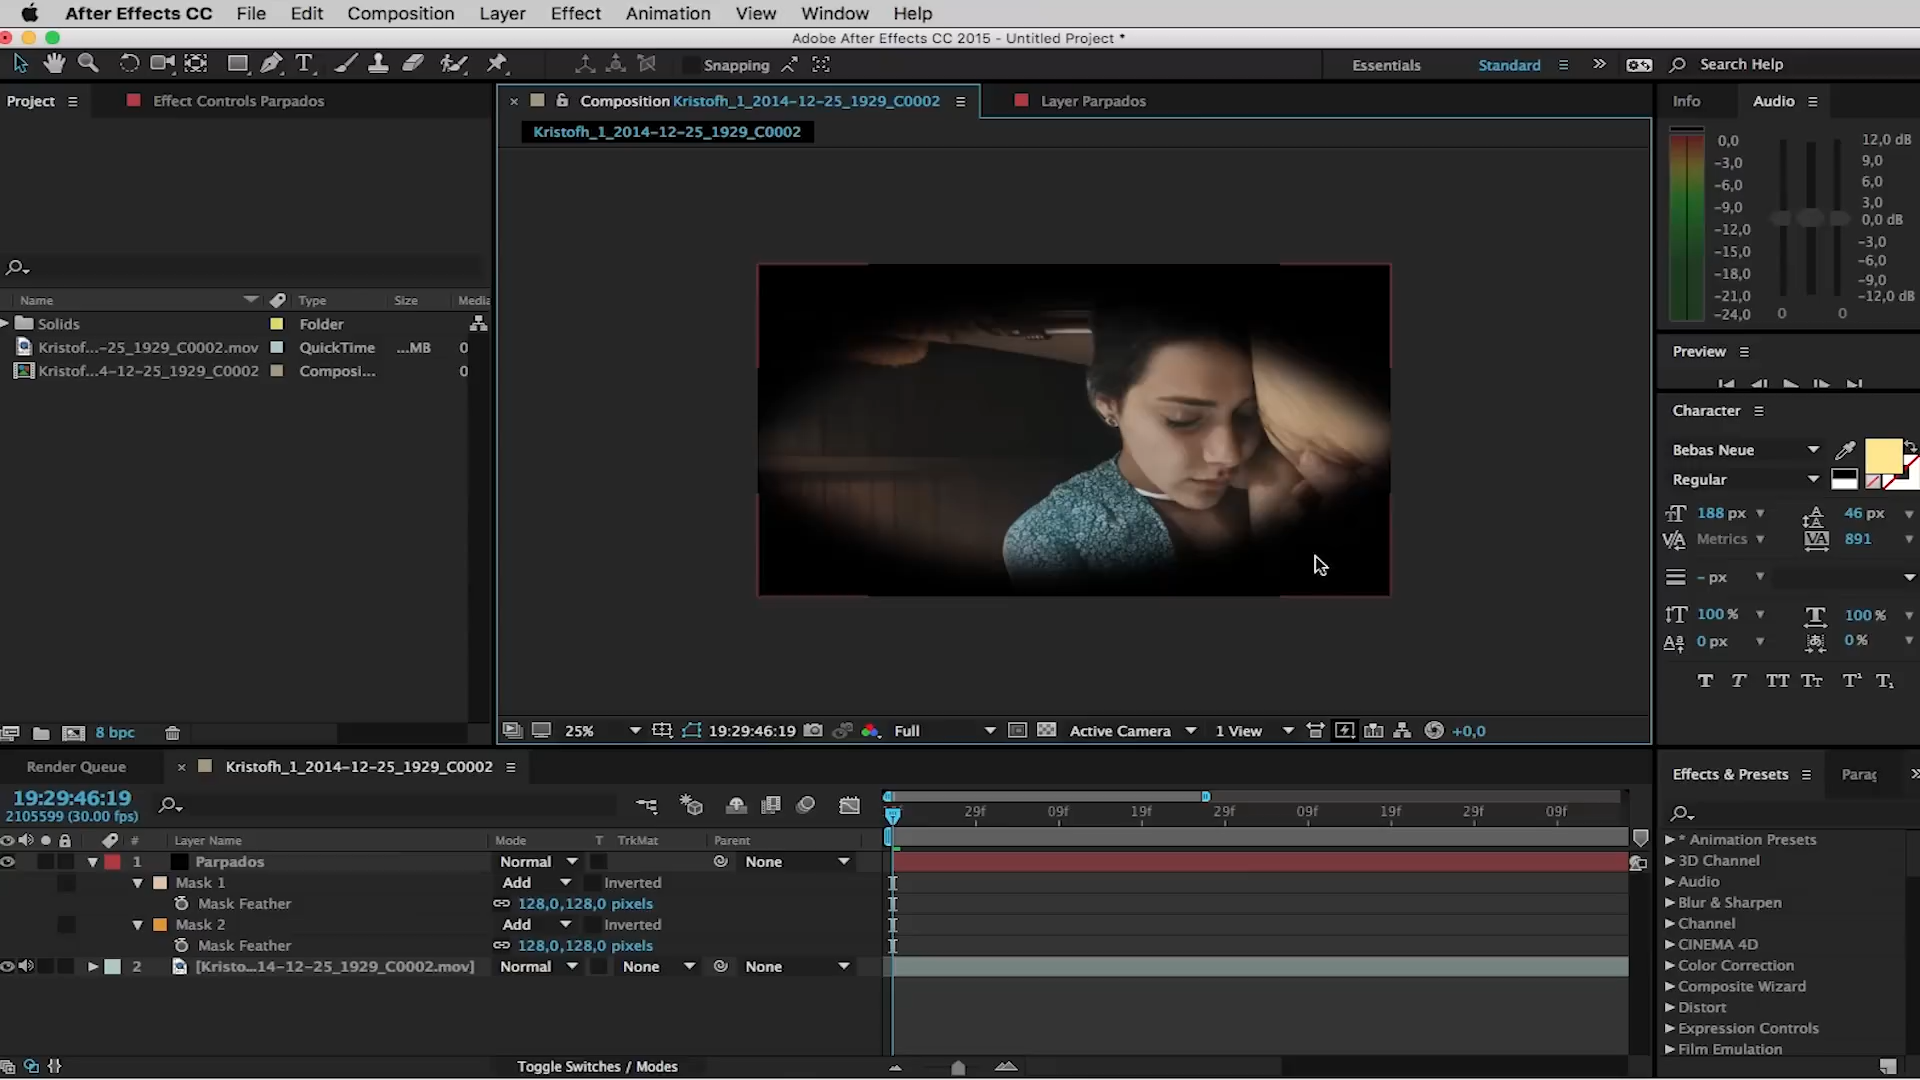 After Effects CC File Edit Composition Layer Effect Animation View Window Help
Adobe After Effects CC 2015 - Untitled Project *
Snapping
Essentials Standard Search Help
Project Effect Controls Parpados
Composition Kristofh_1_2014-12-25_1929_C0002 Layer Parpados
Info Audio
Kristofh_1_2014-12-25_1929_C0002
0,0
-3,0
-6,0
-9,0
-12,0
-15,0
-18,0
-21,0
-24,0
12,0 dB
9,0
6,0
3,0
0,0 dB
-3,0
-6,0
-9,0
-12,0 dB
0 0
Name Type Size Media
Solids Folder
Kristof...-25_1929_C0002.mov QuickTime ...MB 0
Kristof...4-12-25_1929_C0002 Composi... 0
Preview
Character
Bebas Neue
Regular
188 px 46 px
Metrics 891
- px
100 % 100 %
0 px 0 %
T T TT Tт T¹ T₁
8 bpc
25% 19:29:46:19 Full Active Camera 1 View +0,0
Render Queue Kristofh_1_2014-12-25_1929_C0002
19:29:46:19
2105599 (30.00 fps)
29f 09f 19f 29f 09f 19f 29f 09f
# Layer Name Mode T TrkMat Parent
1 Parpados Normal None
Mask 1 Add Inverted
Mask Feather 128,0,128,0 pixels
Mask 2 Add Inverted
Mask Feather 128,0,128,0 pixels
2 [Kristo...14-12-25_1929_C0002.mov] Normal None None
Toggle Switches / Modes
Effects & Presets Parag
* Animation Presets
3D Channel
Audio
Blur & Sharpen
Channel
CINEMA 4D
Color Correction
Composite Wizard
Distort
Expression Controls
Film Emulation